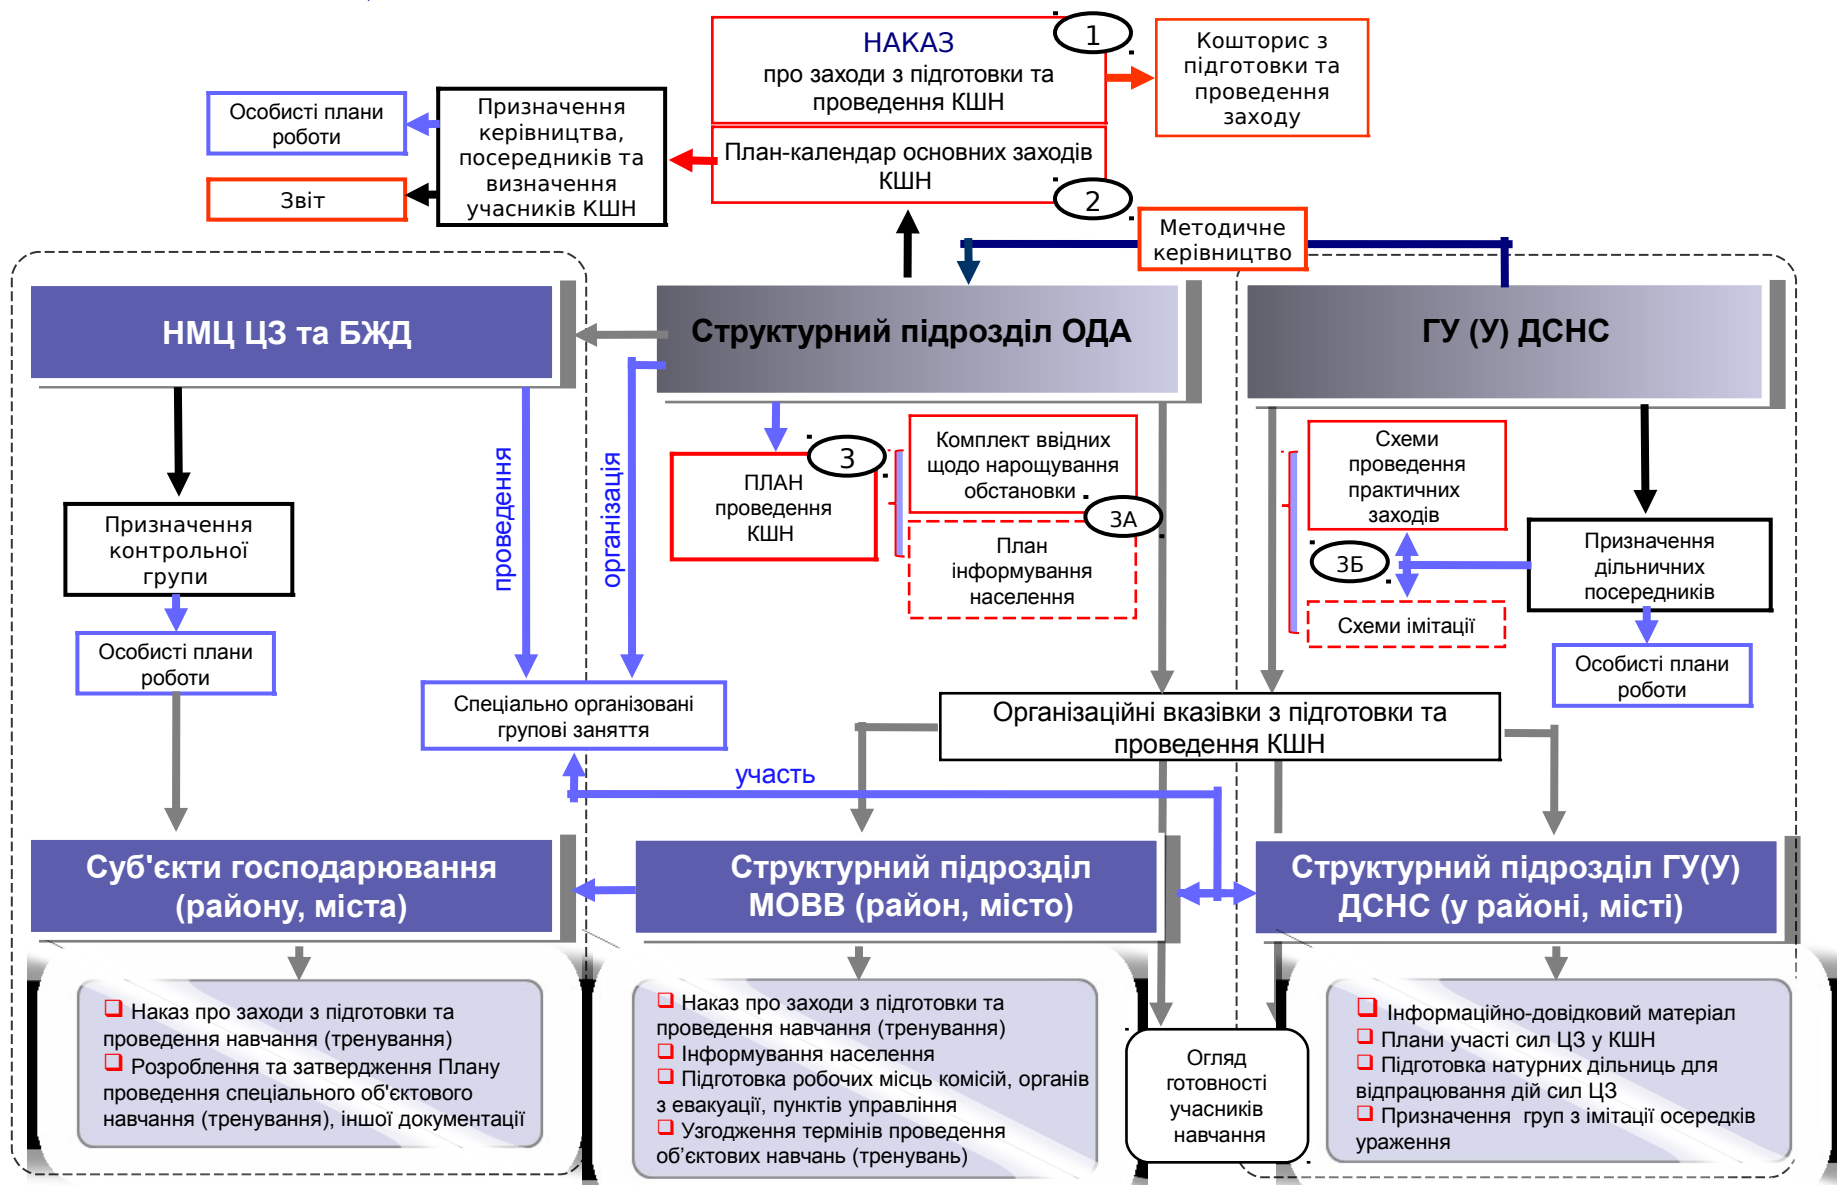 НАКАЗ
про заходи з підготовки та
проведення КШН
1
Кошторис з
підготовки та
проведення
заходу
План-календар основних заходів
КШН
2
Призначення
керівництва,
посередників та
визначення
учасників КШН
Особисті плани
роботи
Звіт
Методичне
керівництво
НМЦ ЦЗ та БЖД
Структурний підрозділ ОДА
ГУ (У) ДСНС
проведення
організація
Призначення
контрольної
групи
Особисті плани
роботи
3
ПЛАН
проведення
КШН
Комплект ввідних
щодо нарощування
обстановки
3А
План
інформування
населення
Схеми
проведення
практичних
заходів
3Б
Схеми імітації
Призначення
дільничних
посередників
Особисті плани
роботи
Спеціально організовані
групові заняття
Організаційні вказівки з підготовки та
проведення КШН
участь
Суб'єкти господарювання
(району, міста)
Структурний підрозділ
МОВВ (район, місто)
Структурний підрозділ ГУ(У)
ДСНС (у районі, місті)
❑ Наказ про заходи з підготовки та
проведення навчання (тренування)
❑ Розроблення та затвердження Плану
проведення спеціального об'єктового
навчання (тренування), іншої документації
❑ Наказ про заходи з підготовки та
проведення навчання (тренування)
❑ Інформування населення
❑ Підготовка робочих місць комісій, органів
з евакуації, пунктів управління
❑ Узгодження термінів проведення
об’єктових навчань (тренувань)
Огляд
готовності
учасників
навчання
❑ Інформаційно-довідковий матеріал
❑ Плани участі сил ЦЗ у КШН
❑ Підготовка натурних дільниць для
відпрацювання дій сил ЦЗ
❑ Призначення групи з імітації осередків
ураження